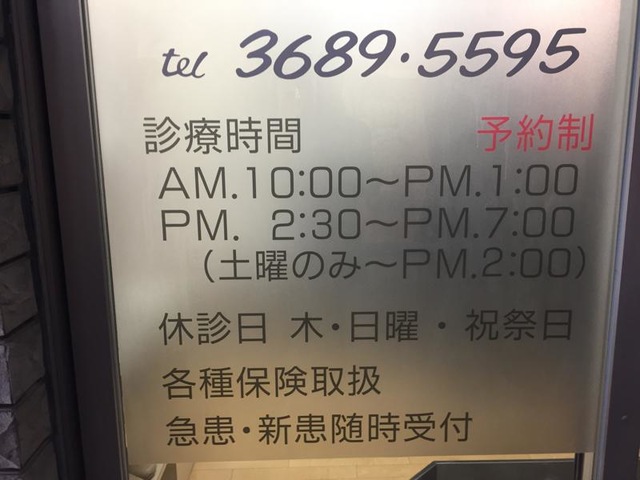 tel 3689·5595
診療時間 予約制
AM.10:00～PM.1:00
PM. 2:30～PM.7:00
（土曜のみ～PM.2:00）
休診日 木・日曜・祝祭日
各種保険取扱
急患・新患随時受付